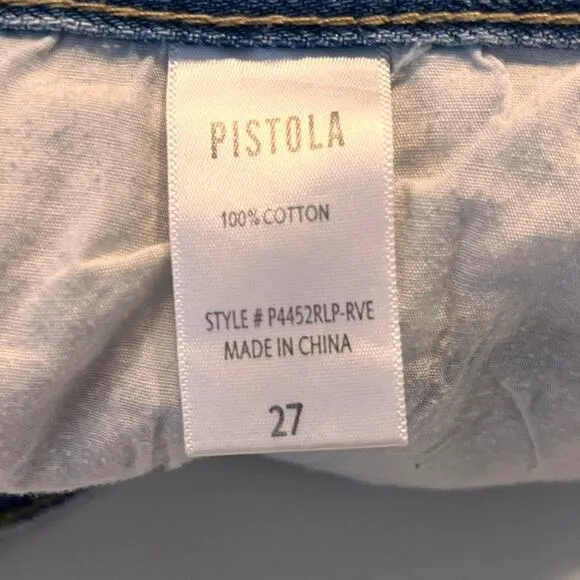 PISTOLA
100% COTTON
STYLE # P4452RLP-RVE
MADE IN CHINA
27